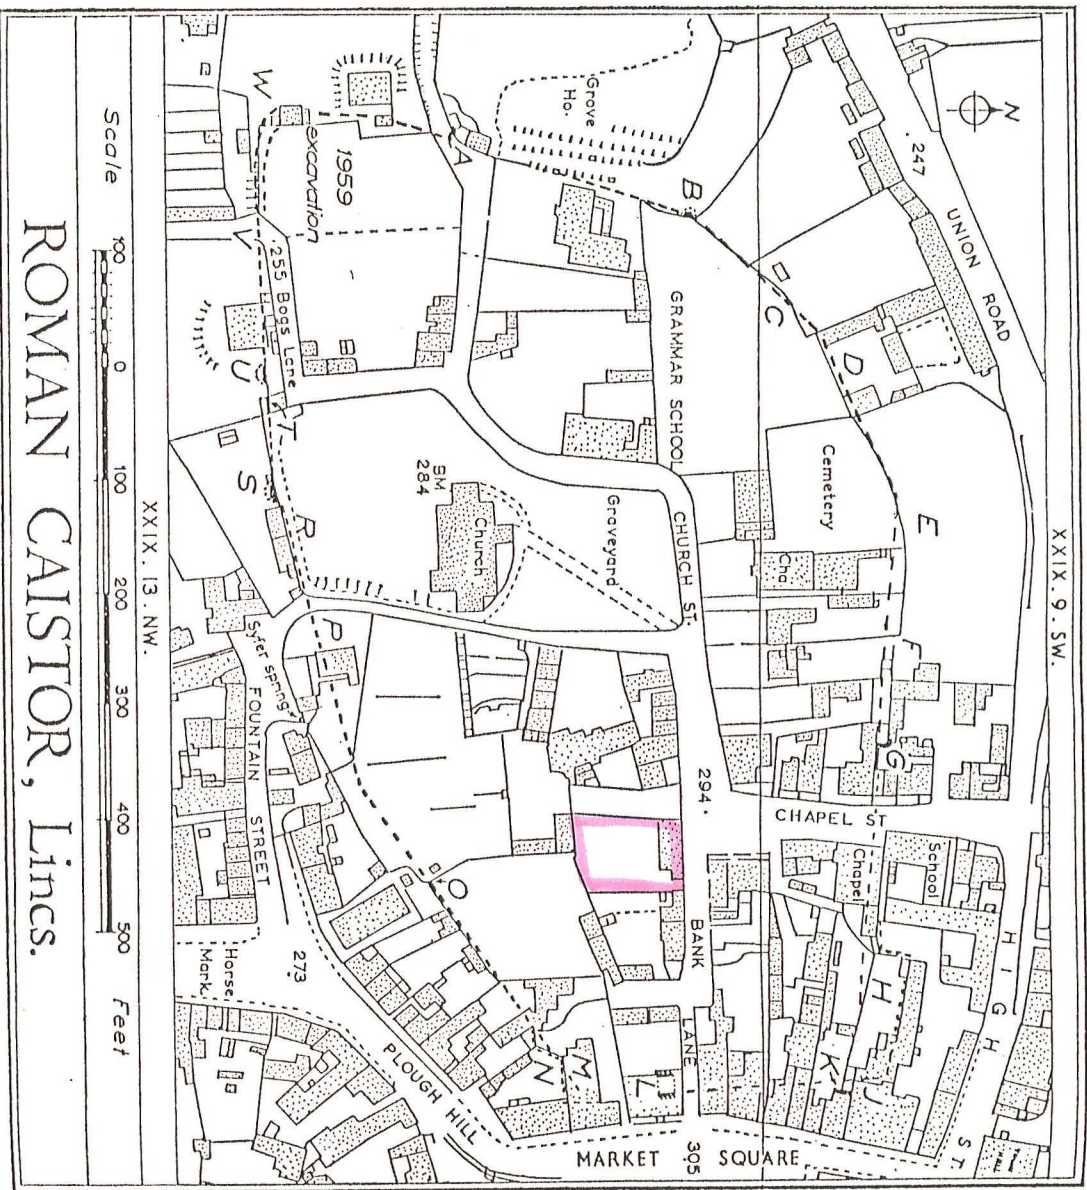 XXIX. 9. SW.
N
247
UNION ROAD
HIGH ST.
E
D
C
B
A
Cemetery
Cha.
F
G
CHAPEL ST
School
Chapel
H
J
K
Grove
Ho.
GRAMMAR SCHOOL
CHURCH ST.
294.
BANK LANE
L
305
MARKET SQUARE
Graveyard
Church
BM
284
M
N
O
P
R
S
T
U
V
W
1959
excavation
255 Bogs Lane
Syfer spring
FOUNTAIN STREET
273
Horse
Mark.
PLOUGH HILL
XXIX. 13. NW.
Scale 100 0 100 200 300 400 500 Feet
ROMAN CAISTOR, Lincs.